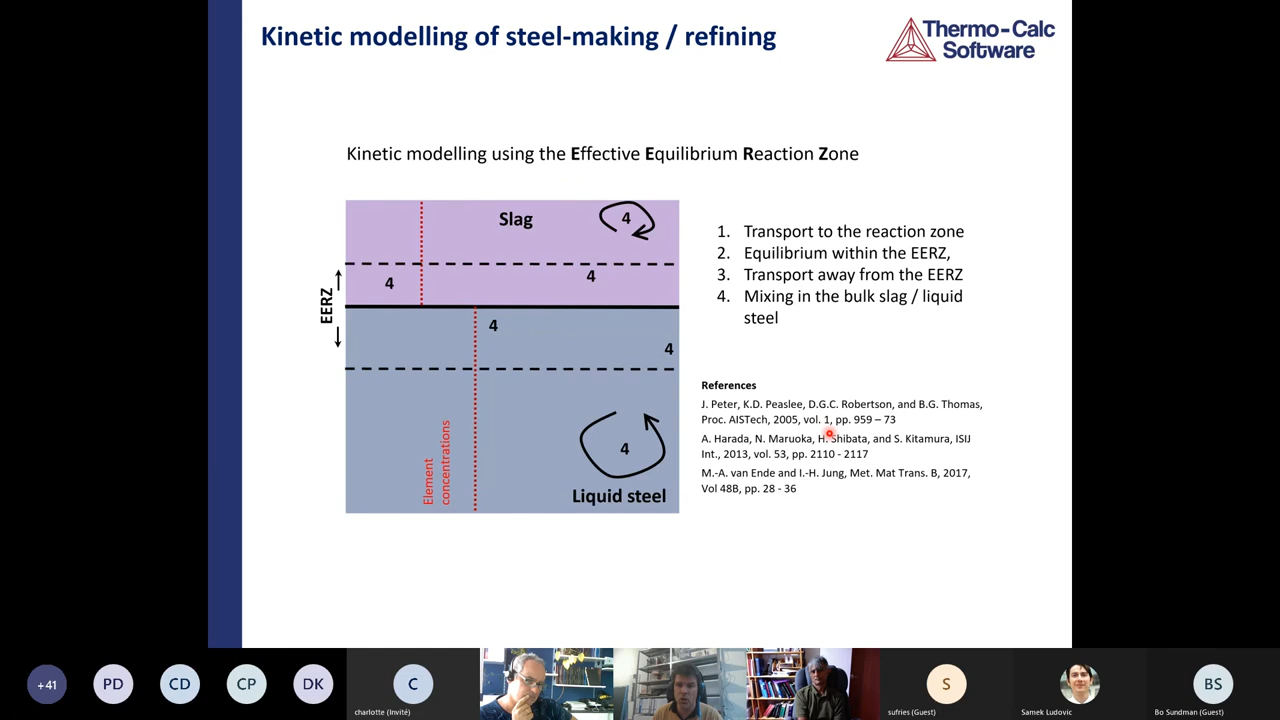 Kinetic modelling of steel-making / refining
Thermo-Calc
Software
Kinetic modelling using the Effective Equilibrium Reaction Zone
Slag
4
4
4
EERZ
4
4
4
Element
concentrations
Liquid steel
1. Transport to the reaction zone
2. Equilibrium within the EERZ,
3. Transport away from the EERZ
4. Mixing in the bulk slag / liquid
steel
References
J. Peter, K.D. Peaslee, D.G.C. Robertson, and B.G. Thomas,
Proc. AISTech, 2005, vol. 1, pp. 959 – 73
A. Harada, N. Maruoka, H. Shibata, and S. Kitamura, ISIJ
Int., 2013, vol. 53, pp. 2110 - 2117
M.-A. van Ende and I.-H. Jung, Met. Mat Trans. B, 2017,
Vol 48B, pp. 28 - 36
+41
PD
CD
CP
DK
C
charlotte (Invité)
S
sufries (Guest)
Samek Ludovic
BS
Bo Sundman (Guest)